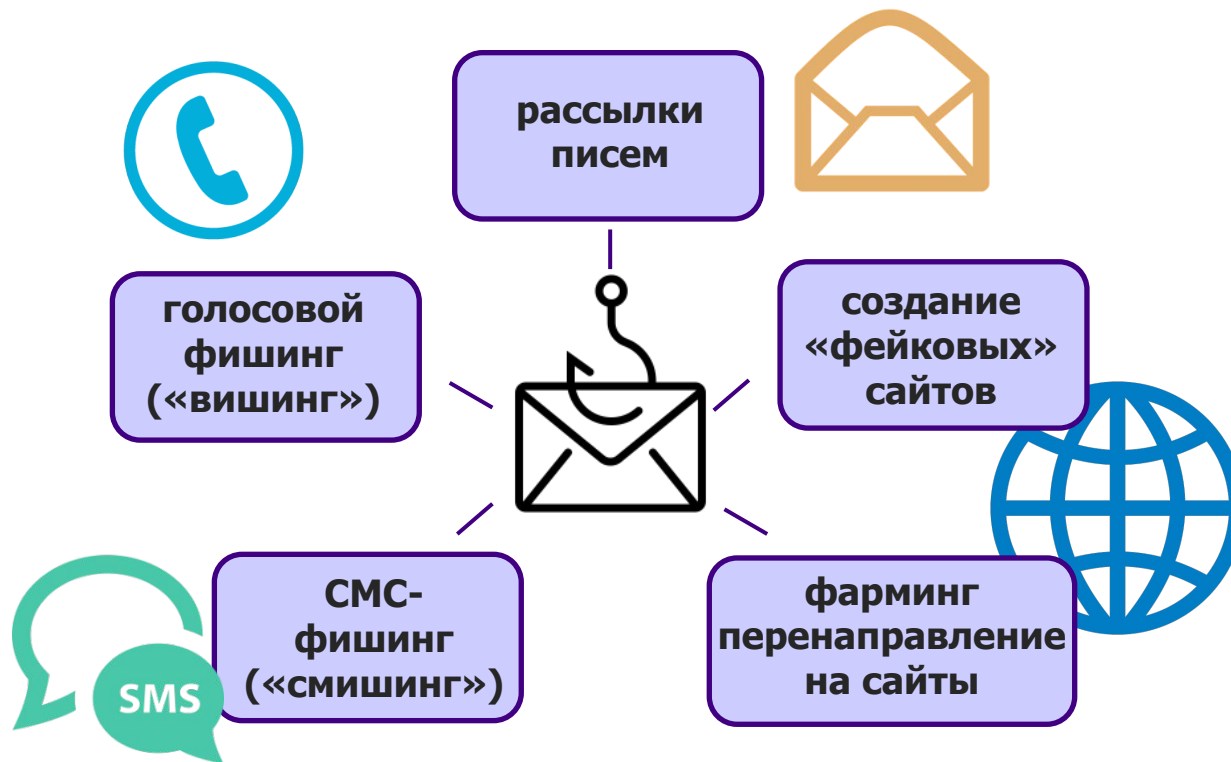 рассылки
писем
голосовой
фишинг
(«вишинг»)
создание
«фейковых»
сайтов
СМС-
фишинг
(«смишинг»)
SMS
фарминг
перенаправление
на сайты